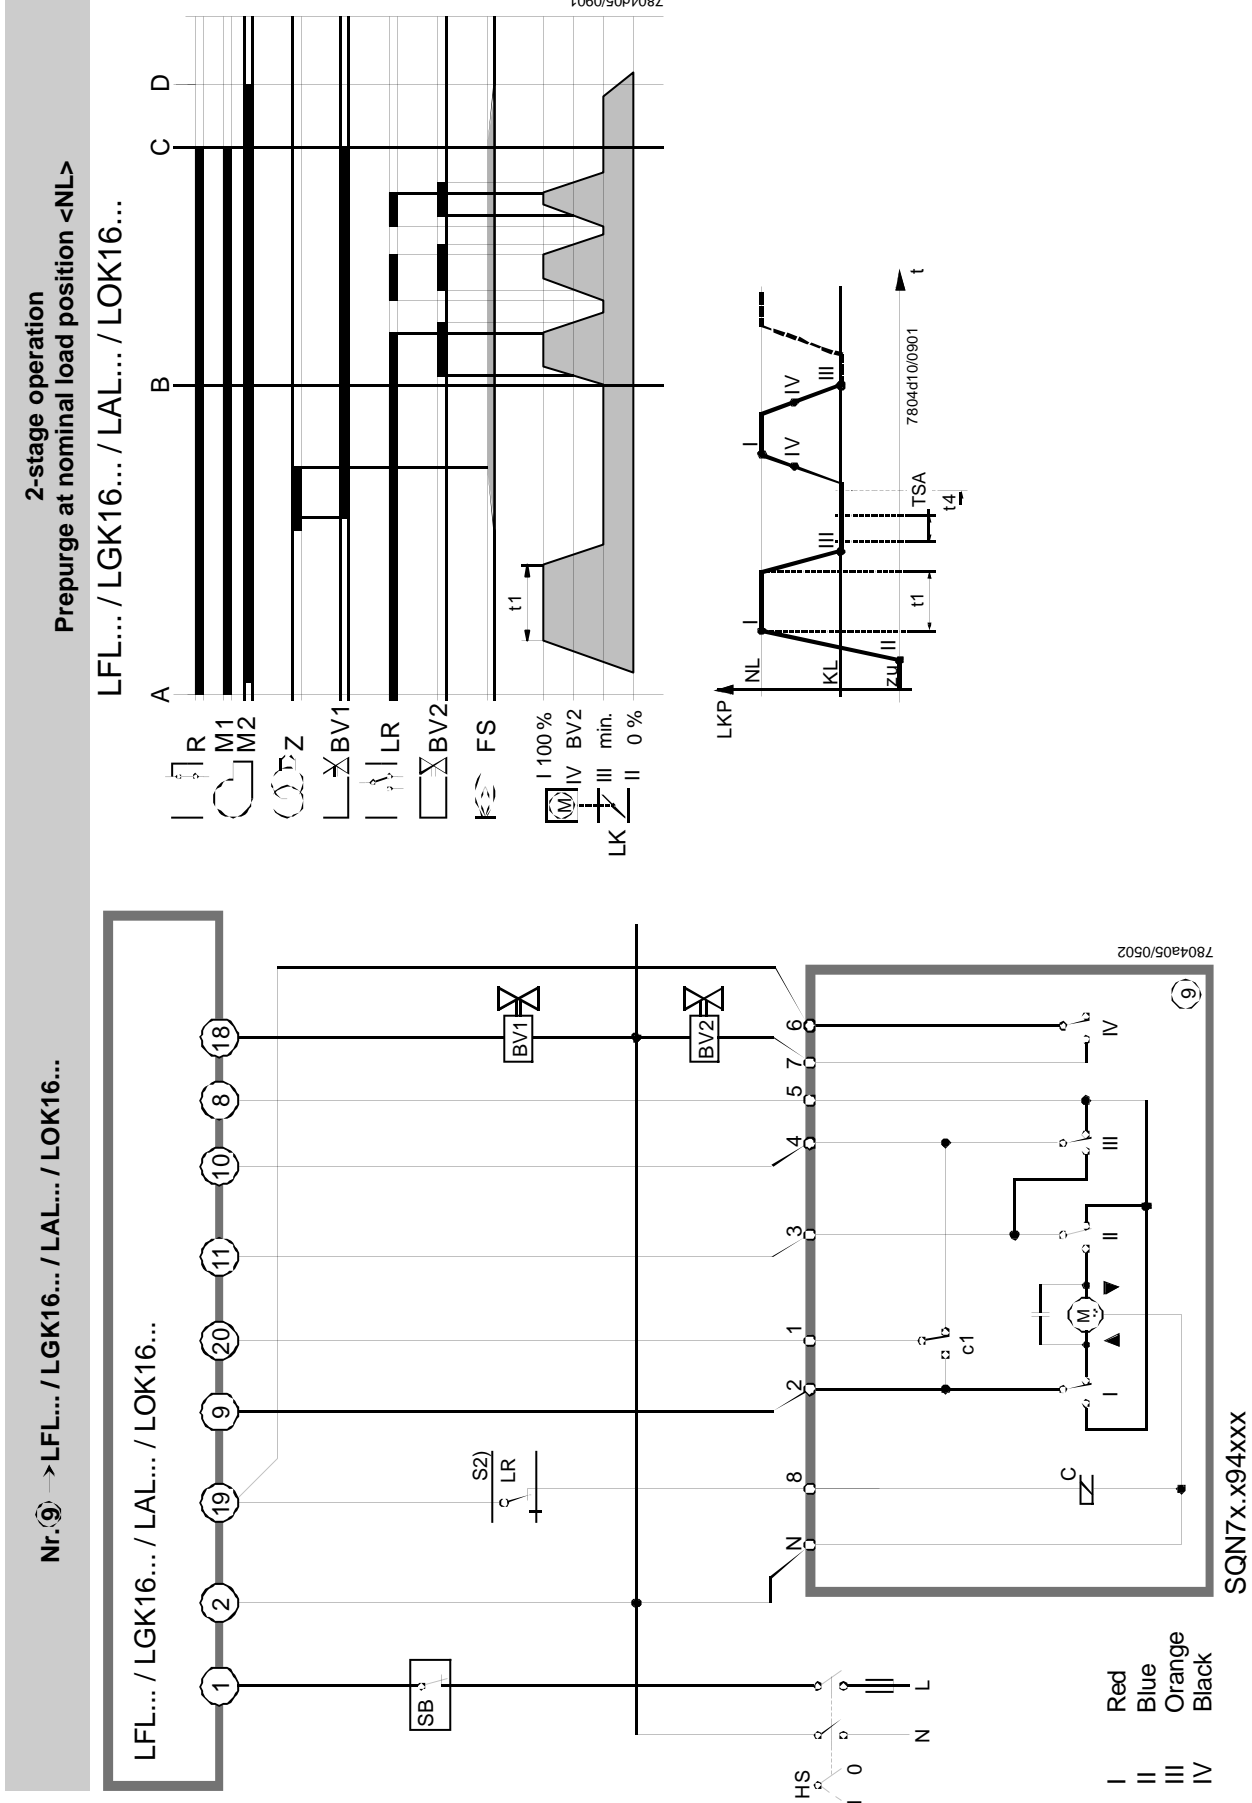 Nr. 9 → LFL... / LGK16... / LAL... / LOK16...
2-stage operation
Prepurge at nominal load position <NL>
LFL... / LGK16... / LAL... / LOK16...
1
2
19
9
20
11
10
8
18
SB
S2)
LR
BV1
BV2
HS
I 0
N
L
N
8
2
1
3
4
5
7
6
c1
C
M
I
II
III
IV
9
7804a05/0502
SQN7x.x94xxx
I Red
II Blue
III Orange
IV Black
LFL... / LGK16... / LAL... / LOK16...
A
B
C
D
R
M1
M2
Z
BV1
LR
BV2
FS
M
LK
I 100%
IV BV2
III min.
II 0%
t1
7804d05/0901
LKP
NL
KL
zu
I
II
III
I
IV
IV
III
t1
TSA
t4
t
7804d10/0901